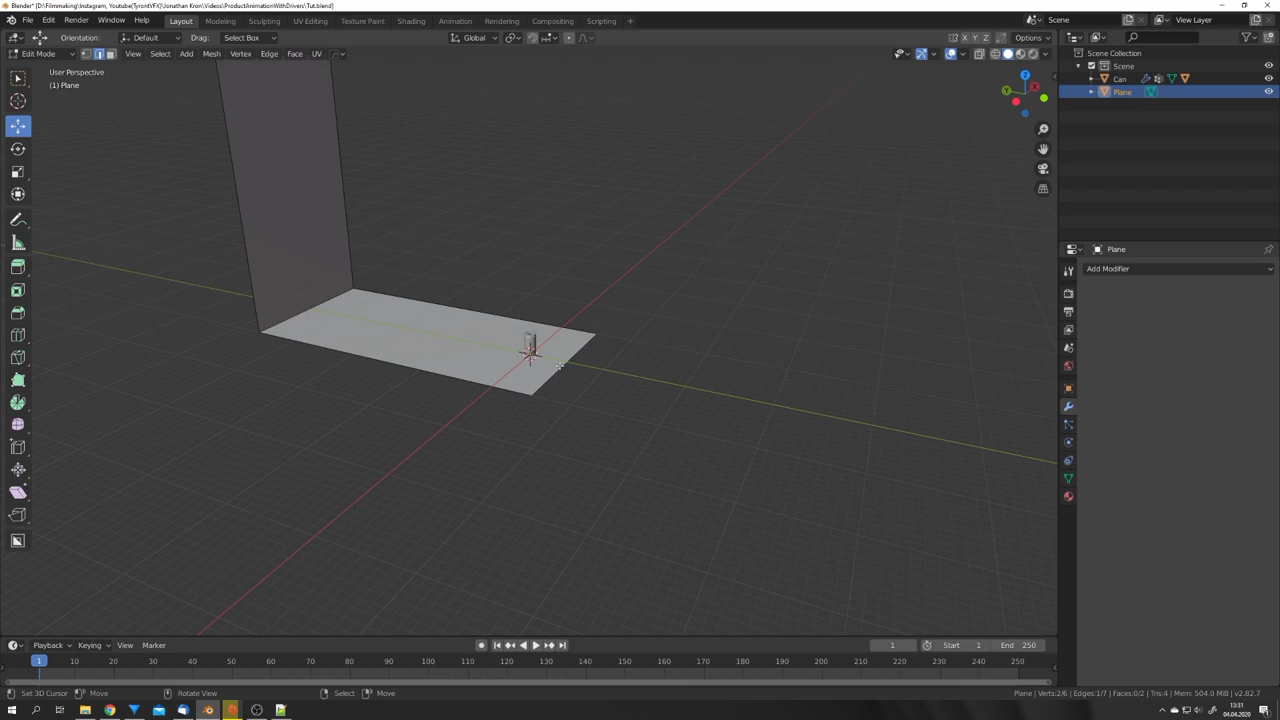 Blender* [D:\Filmmaking\Instagram, Youtube\TyrontVFX\Jonathan Kron\Videos\ProductAnimationWithDrivers\Tut.blend]
File Edit Render Window Help Layout Modeling Sculpting UV Editing Texture Paint Shading Animation Rendering Compositing Scripting + Scene View Layer
Orientation: Default Drag: Select Box Global X Y Z Options
Edit Mode View Select Add Mesh Vertex Edge Face UV
Scene Collection
Scene
Can
Plane
User Perspective
(1) Plane
Z
Y
X
Plane
Add Modifier
Playback Keying View Marker 1 Start 1 End 250
1 10 20 30 40 50 60 70 80 90 100 110 120 130 140 150 160 170 180 190 200 210 220 230 240 250
Set 3D Cursor Move Rotate View Select Move Plane | Verts:2/6 | Edges:1/7 | Faces:0/2 | Tris:4 | Mem: 504.0 MiB | v2.82.7
13:31
04.04.2020